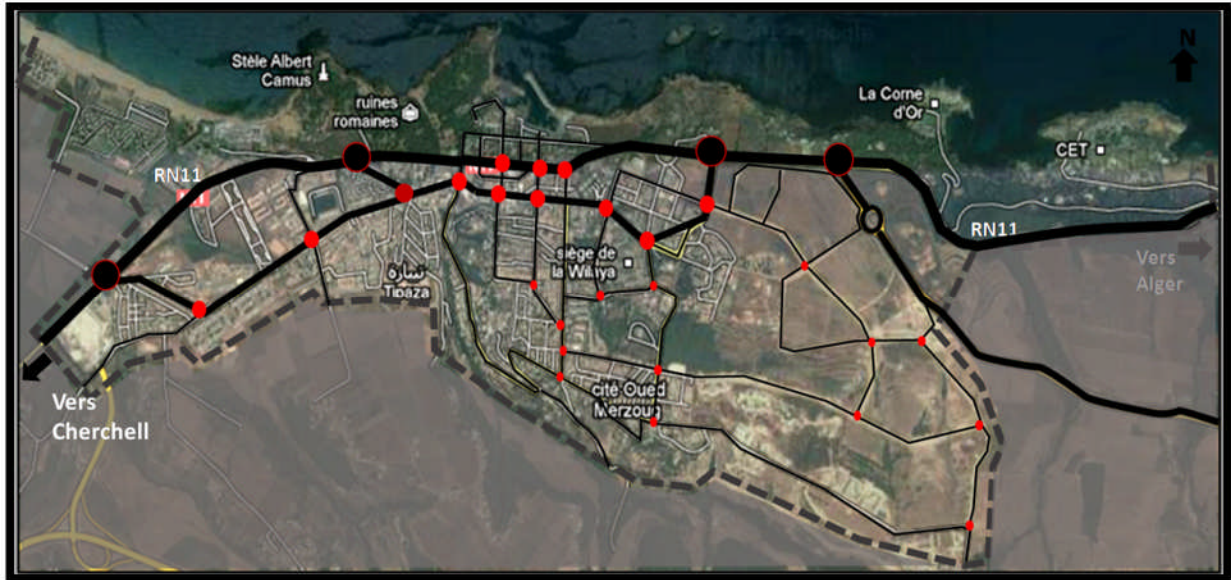 N
Stèle Albert
Camus
ruines
romaines
La Corne
d'Or
CET
RN11
RN11
siège de
la Wilaya
تيبازة
Tipaza
Vers
Alger
cité Oued
Merzoug
Vers
Cherchell